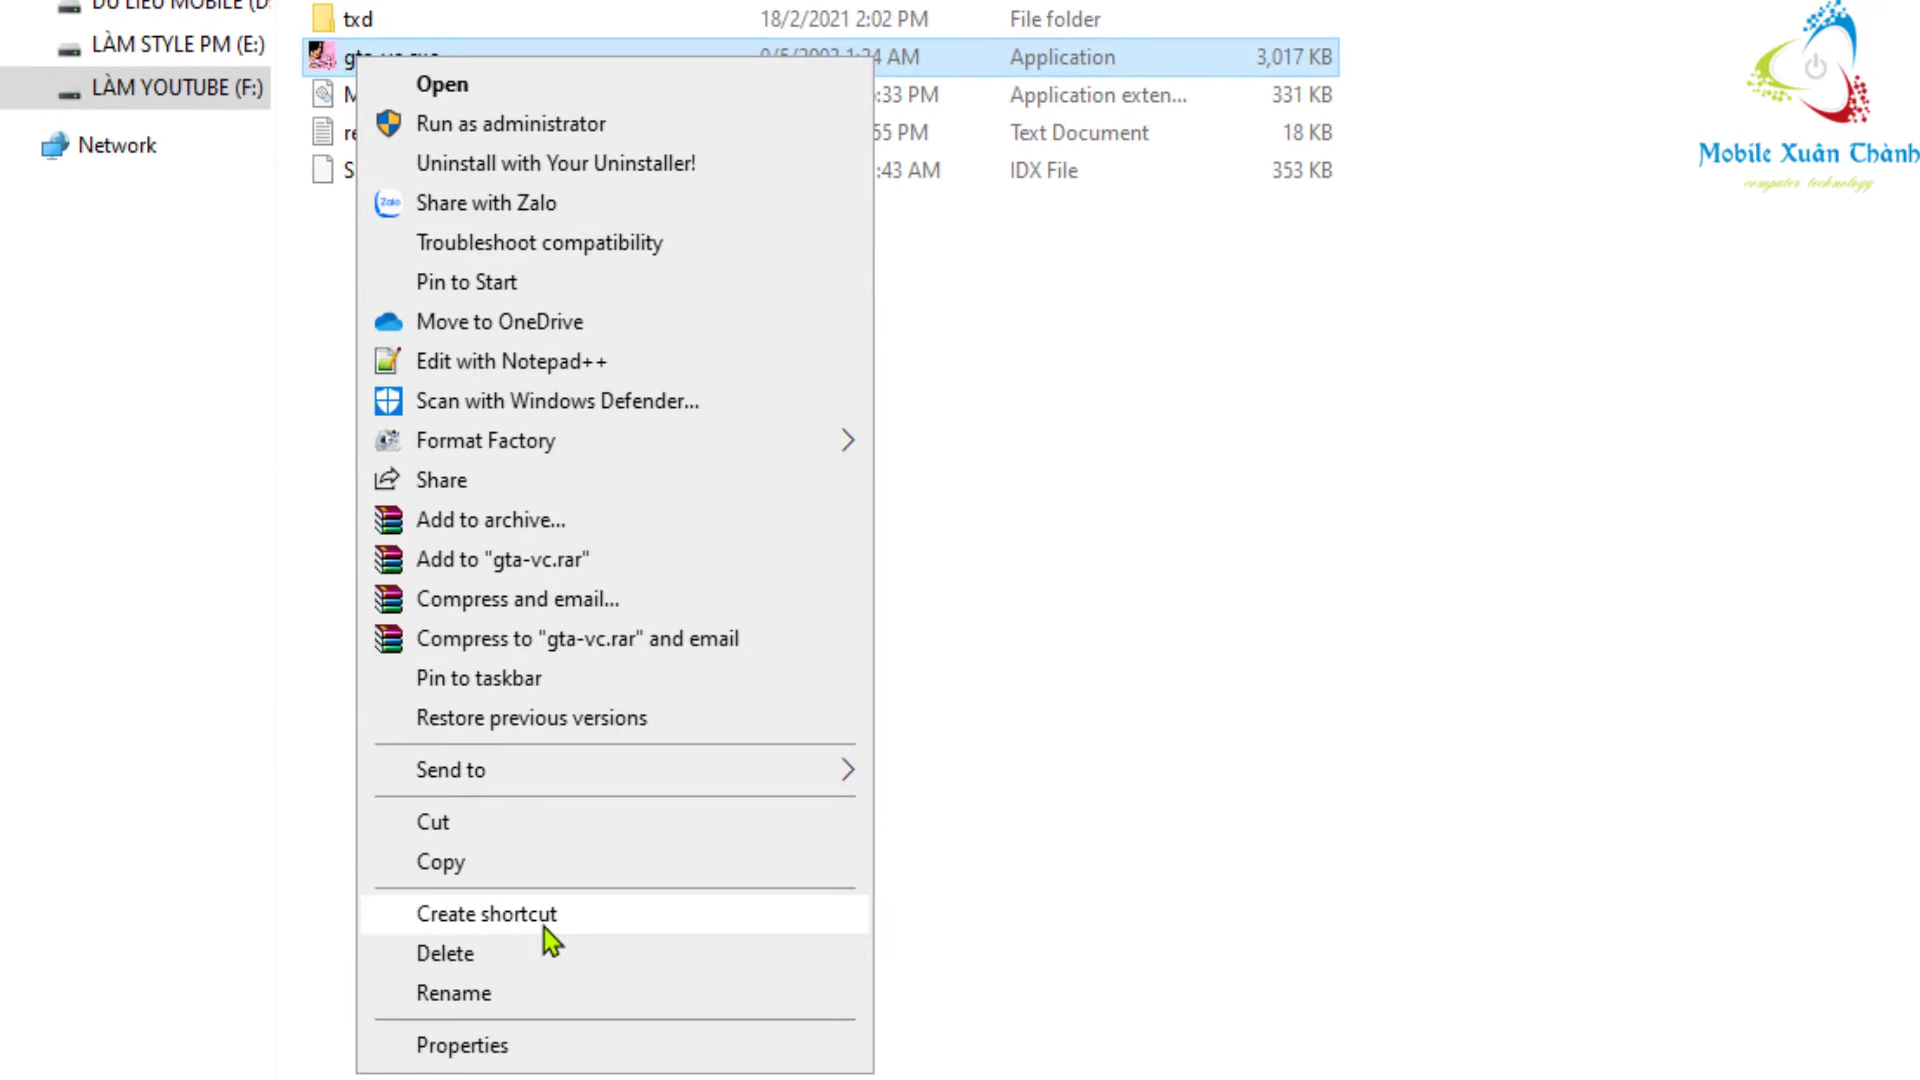 LÀM STYLE PM (E:)
LÀM YOUTUBE (F:)
Network
txd 18/2/2021 2:02 PM File folder
1:24 AM Application 3,017 KB
:33 PM Application exten... 331 KB
55 PM Text Document 18 KB
:43 AM IDX File 353 KB
Open
Run as administrator
Uninstall with Your Uninstaller!
Zalo Share with Zalo
Troubleshoot compatibility
Pin to Start
Move to OneDrive
Edit with Notepad++
Scan with Windows Defender...
Format Factory
Share
Add to archive...
Add to "gta-vc.rar"
Compress and email...
Compress to "gta-vc.rar" and email
Pin to taskbar
Restore previous versions
Send to
Cut
Copy
Create shortcut
Delete
Rename
Properties
Mobile Xuân Thành
computer technology